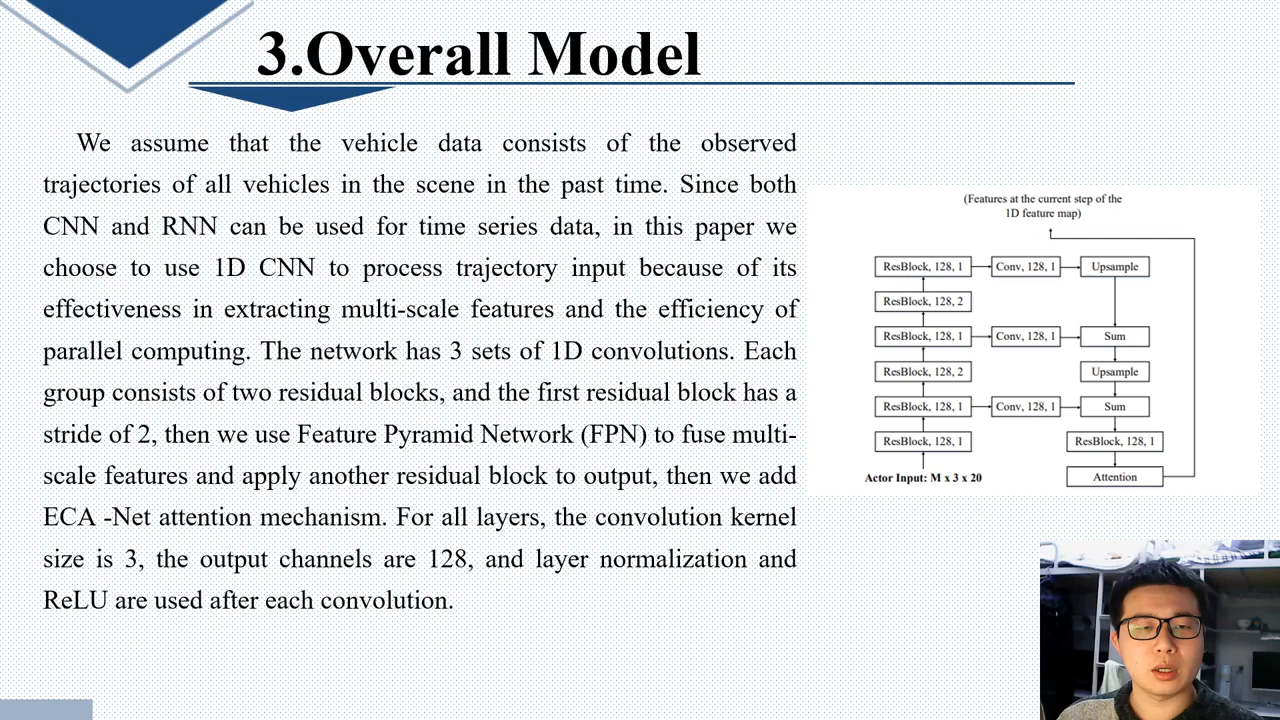 3.Overall Model
We assume that the vehicle data consists of the observed
trajectories of all vehicles in the scene in the past time. Since both
CNN and RNN can be used for time series data, in this paper we
choose to use 1D CNN to process trajectory input because of its
effectiveness in extracting multi-scale features and the efficiency of
parallel computing. The network has 3 sets of 1D convolutions. Each
group consists of two residual blocks, and the first residual block has a
stride of 2, then we use Feature Pyramid Network (FPN) to fuse multi-
scale features and apply another residual block to output, then we add
ECA -Net attention mechanism. For all layers, the convolution kernel
size is 3, the output channels are 128, and layer normalization and
ReLU are used after each convolution.
(Features at the current step of the
1D feature map)
ResBlock, 128, 1 Conv, 128, 1 Upsample
ResBlock, 128, 2
ResBlock, 128, 1 Conv, 128, 1 Sum
ResBlock, 128, 2 Upsample
ResBlock, 128, 1 Conv, 128, 1 Sum
ResBlock, 128, 1 ResBlock, 128, 1
Actor Input: M x 3 x 20 Attention